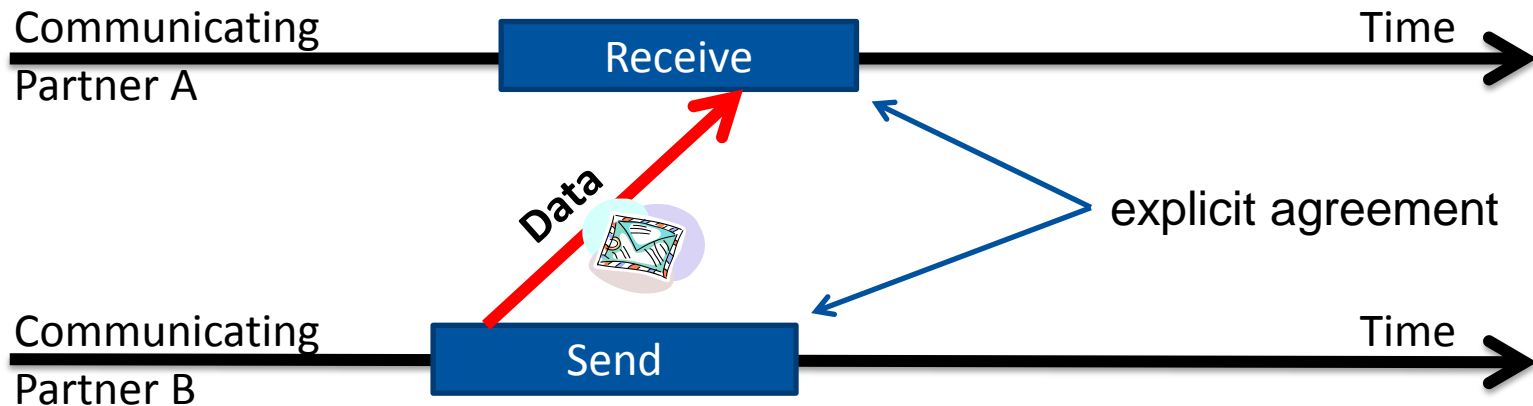 Communicating
Time
Receive
Partner A
Data
explicit agreement
Communicating
Time
Send
Partner B